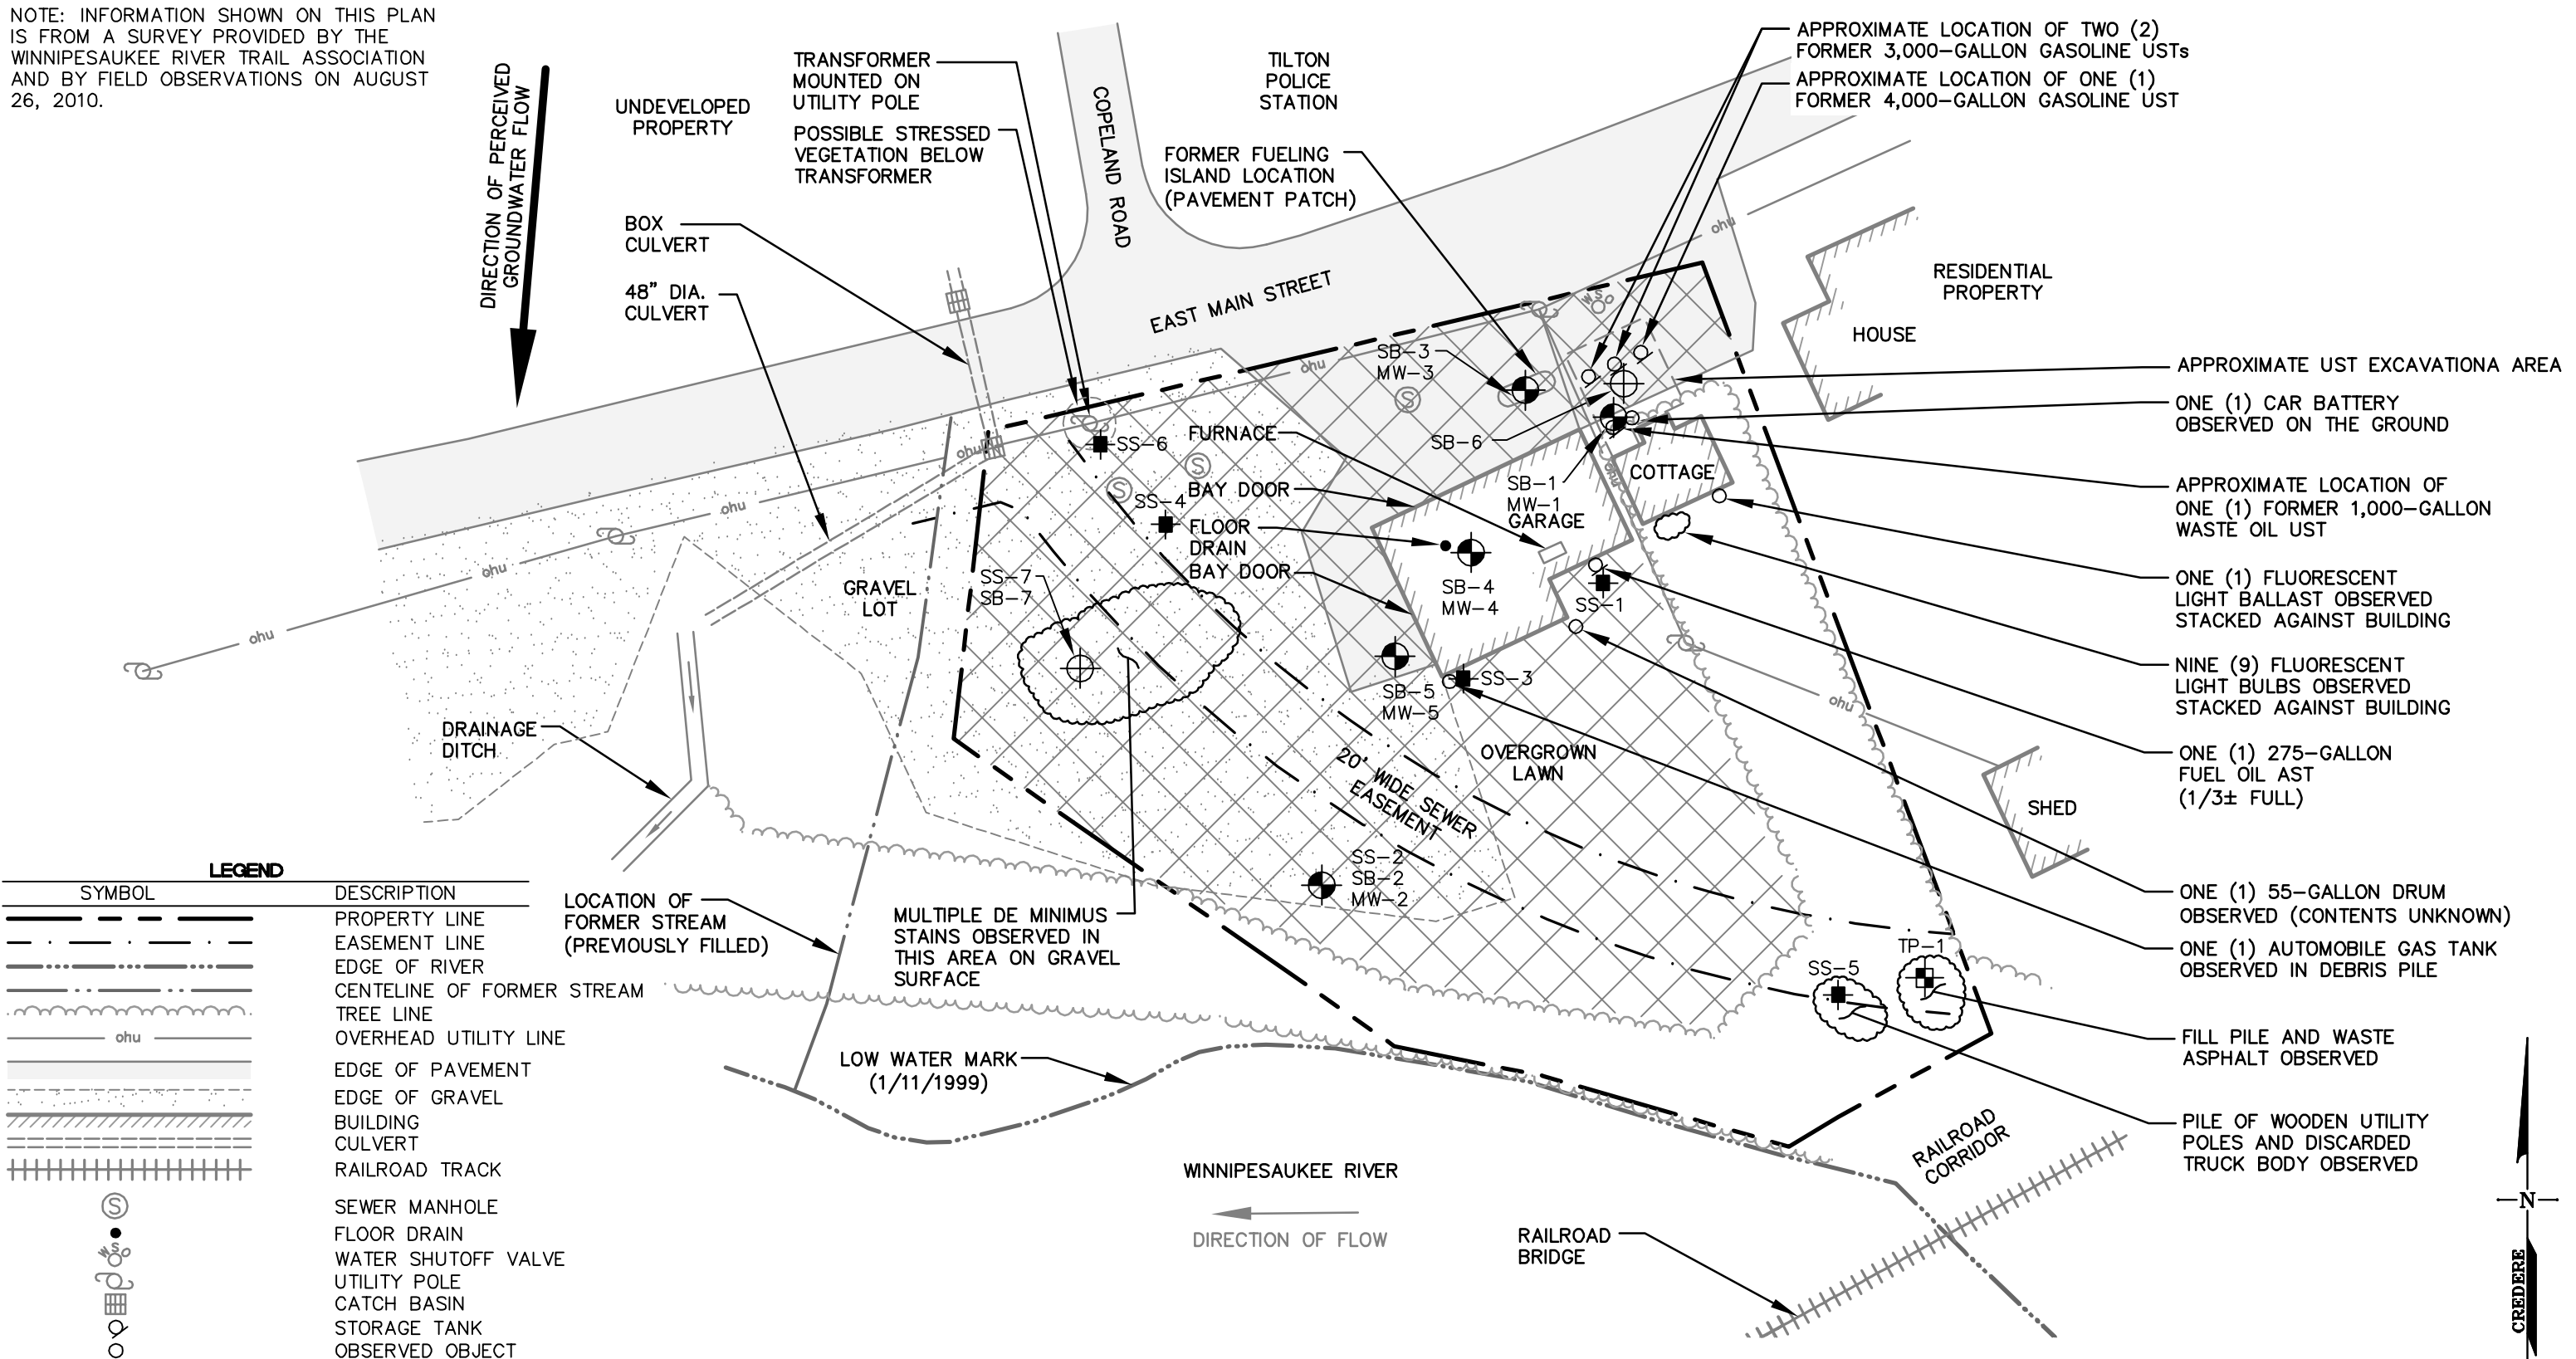 NOTE: INFORMATION SHOWN ON THIS PLAN
IS FROM A SURVEY PROVIDED BY THE
WINNIPESAUKEE RIVER TRAIL ASSOCIATION
AND BY FIELD OBSERVATIONS ON AUGUST
26, 2010.
DIRECTION OF PERCEIVED
GROUNDWATER FLOW
UNDEVELOPED
PROPERTY
TRANSFORMER
MOUNTED ON
UTILITY POLE
POSSIBLE STRESSED
VEGETATION BELOW
TRANSFORMER
BOX
CULVERT
48" DIA.
CULVERT
COPELAND ROAD
TILTON
POLICE
STATION
FORMER FUELING
ISLAND LOCATION
(PAVEMENT PATCH)
EAST MAIN STREET
APPROXIMATE LOCATION OF TWO (2)
FORMER 3,000-GALLON GASOLINE USTs
APPROXIMATE LOCATION OF ONE (1)
FORMER 4,000-GALLON GASOLINE UST
RESIDENTIAL
PROPERTY
HOUSE
APPROXIMATE UST EXCAVATIONA AREA
ONE (1) CAR BATTERY
OBSERVED ON THE GROUND
APPROXIMATE LOCATION OF
ONE (1) FORMER 1,000-GALLON
WASTE OIL UST
ONE (1) FLUORESCENT
LIGHT BALLAST OBSERVED
STACKED AGAINST BUILDING
NINE (9) FLUORESCENT
LIGHT BULBS OBSERVED
STACKED AGAINST BUILDING
ONE (1) 275-GALLON
FUEL OIL AST
(1/3± FULL)
ONE (1) 55-GALLON DRUM
OBSERVED (CONTENTS UNKNOWN)
ONE (1) AUTOMOBILE GAS TANK
OBSERVED IN DEBRIS PILE
FILL PILE AND WASTE
ASPHALT OBSERVED
PILE OF WOODEN UTILITY
POLES AND DISCARDED
TRUCK BODY OBSERVED
ohu
ohu
ohu
ohu
ohu
ohu
ohu
ohu
WSO
S
S
S
SB-3
MW-3
SB-6
FURNACE
BAY DOOR
FLOOR
DRAIN
BAY DOOR
SB-1
MW-1
GARAGE
COTTAGE
SB-4
MW-4
SS-1
SS-3
SB-5
MW-5
SS-6
SS-4
SS-7
SB-7
GRAVEL
LOT
DRAINAGE
DITCH
OVERGROWN
LAWN
20' WIDE SEWER
EASEMENT
SS-2
SB-2
MW-2
SHED
TP-1
SS-5
LOCATION OF
FORMER STREAM
(PREVIOUSLY FILLED)
MULTIPLE DE MINIMUS
STAINS OBSERVED IN
THIS AREA ON GRAVEL
SURFACE
LOW WATER MARK
(1/11/1999)
WINNIPESAUKEE RIVER
DIRECTION OF FLOW
RAILROAD
CORRIDOR
RAILROAD
BRIDGE
LEGEND
SYMBOL DESCRIPTION
PROPERTY LINE
EASEMENT LINE
EDGE OF RIVER
CENTELINE OF FORMER STREAM
TREE LINE
ohu OVERHEAD UTILITY LINE
EDGE OF PAVEMENT
EDGE OF GRAVEL
BUILDING
CULVERT
RAILROAD TRACK
S SEWER MANHOLE
FLOOR DRAIN
WSO WATER SHUTOFF VALVE
UTILITY POLE
CATCH BASIN
STORAGE TANK
OBSERVED OBJECT
N
CREDERE